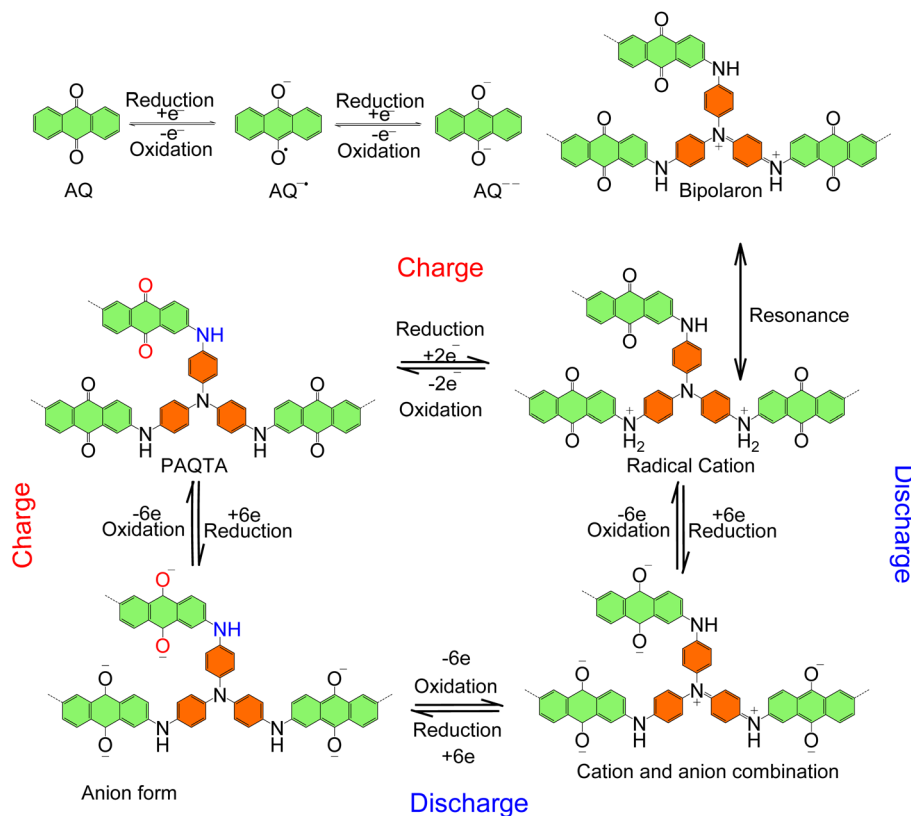 O
O
AQ
Reduction
+e⁻
-e⁻
Oxidation
O⁻
O•
AQ⁻•
Reduction
+e⁻
-e⁻
Oxidation
O⁻
O⁻
AQ⁻⁻
O
O
NH
O
O
N
H
N
+
+
N
H
O
O
Bipolaron
Charge
O
O
NH
O
O
N
H
N
N
H
O
O
PAQTA
Reduction
+2e⁻
-2e⁻
Oxidation
O
O
NH
O
O
+
N
H₂
N
+
N
H₂
O
O
Radical Cation
Resonance
Charge
-6e
Oxidation
+6e
Reduction
-6e
Oxidation
+6e
Reduction
Discharge
O⁻
O⁻
NH
O⁻
O⁻
N
H
N
N
H
O⁻
O⁻
Anion form
-6e
Oxidation
Reduction
+6e
O⁻
O⁻
NH
O⁻
O⁻
N
H
N
+
+
N
H
O⁻
O⁻
Cation and anion combination
Discharge